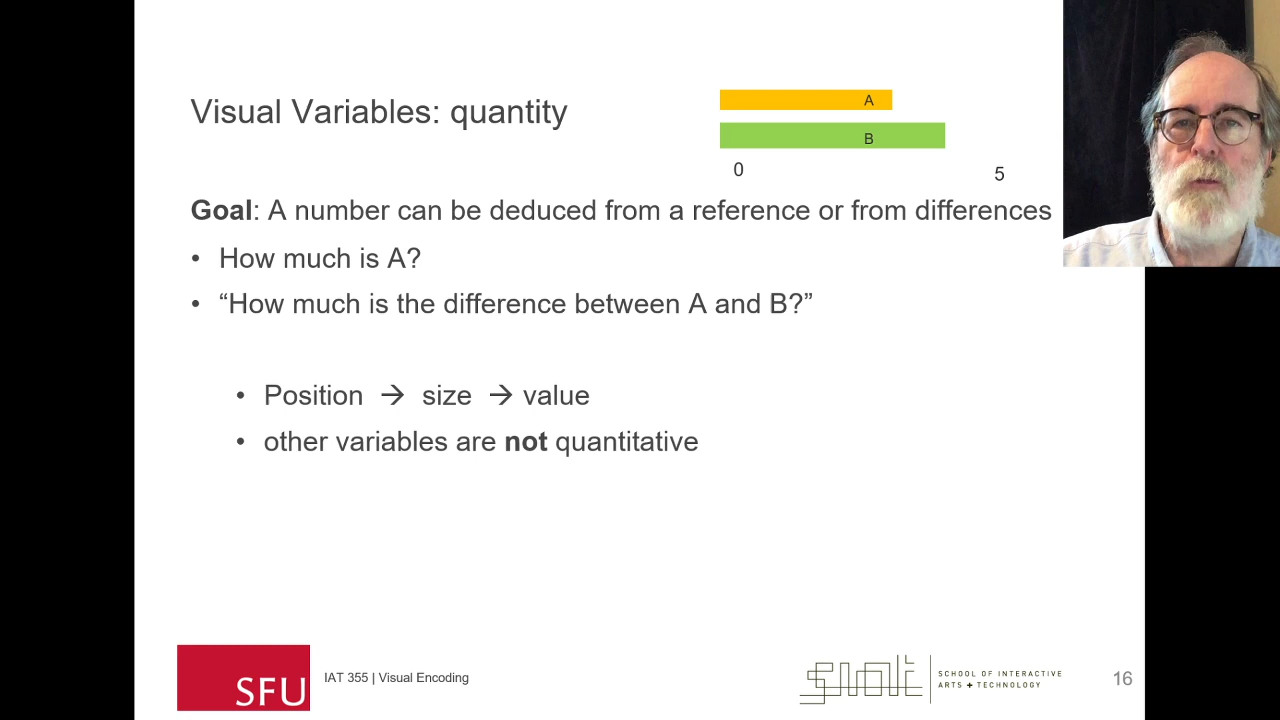 Visual Variables: quantity
A
B
0
5
Goal: A number can be deduced from a reference or from differences
• How much is A?
• “How much is the difference between A and B?”
• Position → size → value
• other variables are not quantitative
SFU
IAT 355 | Visual Encoding
siat
SCHOOL OF INTERACTIVE
ARTS + TECHNOLOGY
16